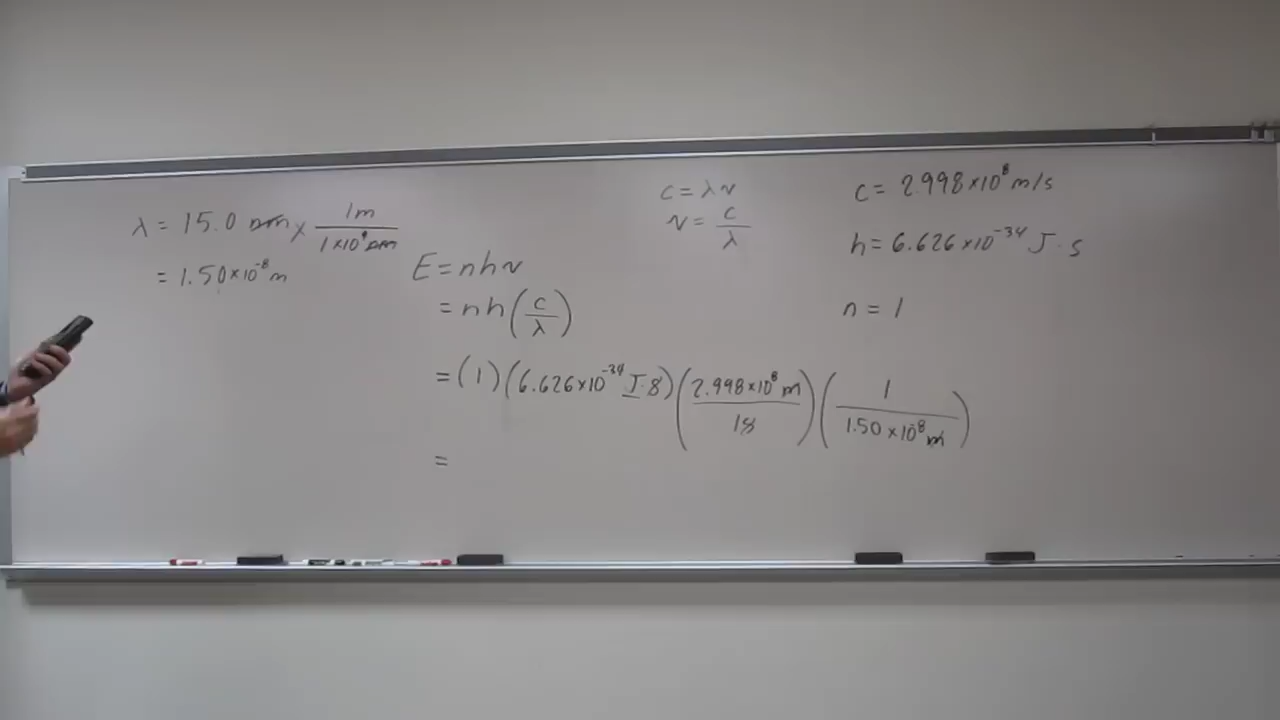 λ = 15.0 nm × 1m / 1×10⁹ nm
= 1.50×10⁻⁸ m
c = λν
ν = c / λ
c = 2.998×10⁸ m/s
h = 6.626×10⁻³⁴ J·s
n = 1
E = nhν
= nh(c / λ)
= (1)(6.626×10⁻³⁴ J·s)(2.998×10⁸ m / 1s)(1 / 1.50×10⁻⁸ m)
=